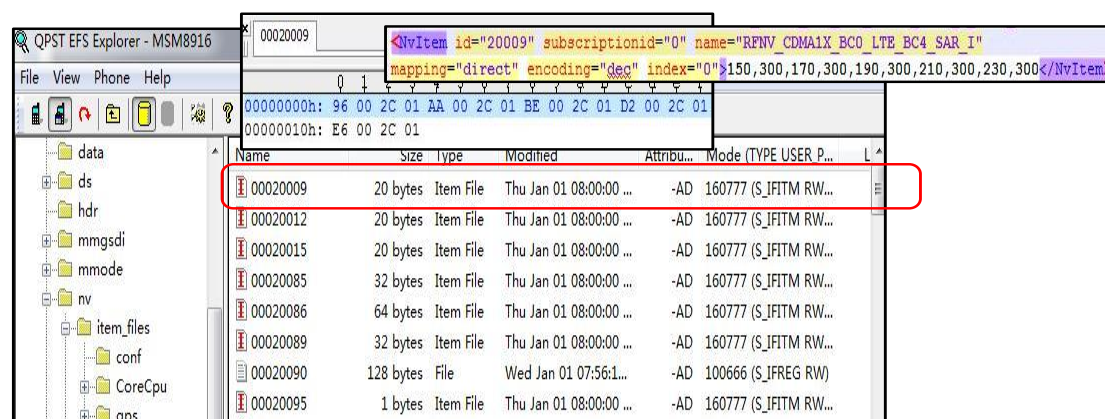 QPST EFS Explorer - MSM8916
00020009
<NvItem id="20009" subscriptionid="0" name="RFNV_CDMA1X_BC0_LTE_BC4_SAR_I"
mapping="direct" encoding="dec" index="0">150,300,170,300,190,300,210,300,230,300</NvItem
File View Phone Help
0 1
00000000h: 96 00 2C 01 AA 00 2C 01 BE 00 2C 01 D2 00 2C 01
00000010h: E6 00 2C 01
Name Size Type Modified Attribu... Mode (TYPE USER_P... L
data
ds
hdr
mmgsdi
mmode
nv
item_files
conf
CoreCpu
gps
00020009 20 bytes Item File Thu Jan 01 08:00:00 ... -AD 160777 (S_IFITM RW...
00020012 20 bytes Item File Thu Jan 01 08:00:00 ... -AD 160777 (S_IFITM RW...
00020015 20 bytes Item File Thu Jan 01 08:00:00 ... -AD 160777 (S_IFITM RW...
00020085 32 bytes Item File Thu Jan 01 08:00:00 ... -AD 160777 (S_IFITM RW...
00020086 64 bytes Item File Thu Jan 01 08:00:00 ... -AD 160777 (S_IFITM RW...
00020089 32 bytes Item File Thu Jan 01 08:00:00 ... -AD 160777 (S_IFITM RW...
00020090 128 bytes File Wed Jan 01 07:56:1... -AD 100666 (S_IFREG RW)
00020095 1 bytes Item File Thu Jan 01 08:00:00 ... -AD 160777 (S_IFITM RW...